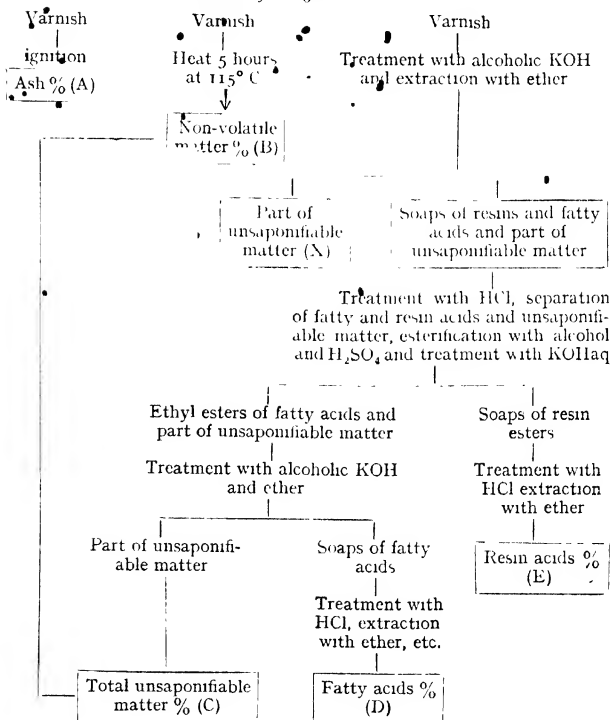 Varnish
ignition
Ash % (A)
Varnish
Heat 5 hours
at 115° C
Non-volatile
matter % (B)
Varnish
Treatment with alcoholic KOH
and extraction with ether
Part of
unsaponifiable
matter (X)
Soaps of resins and fatty
acids and part of
unsaponifiable matter
Treatment with HCl, separation
of fatty and resin acids and unsaponifi-
able matter, esterification with alcohol
and H₂SO₄ and treatment with KOHaq
Ethyl esters of fatty acids and
part of unsaponifiable matter
Treatment with alcoholic KOH
and ether
Soaps of resin
esters
Treatment with
HCl extraction
with ether
Resin acids %
(E)
Part of unsaponifi-
able matter
Soaps of fatty
acids
Treatment with
HCl, extraction
with ether, etc.
Total unsaponifiable
matter % (C)
Fatty acids %
(D)